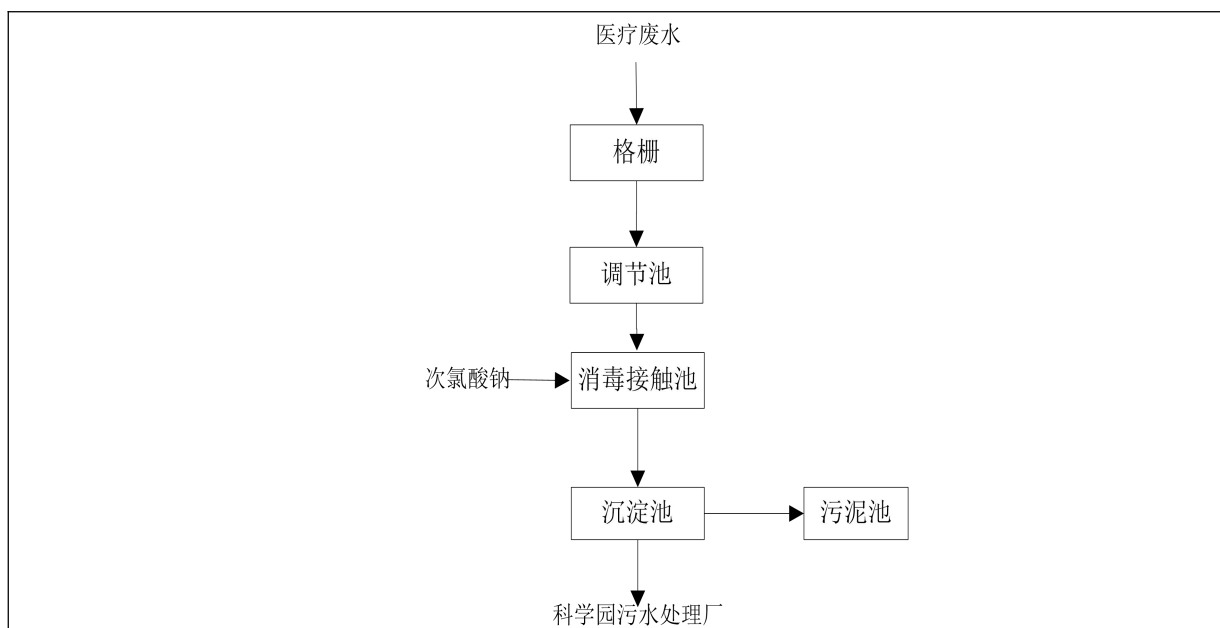 医疗废水
格栅
调节池
次氯酸钠
消毒接触池
沉淀池
污泥池
科学园污水处理厂